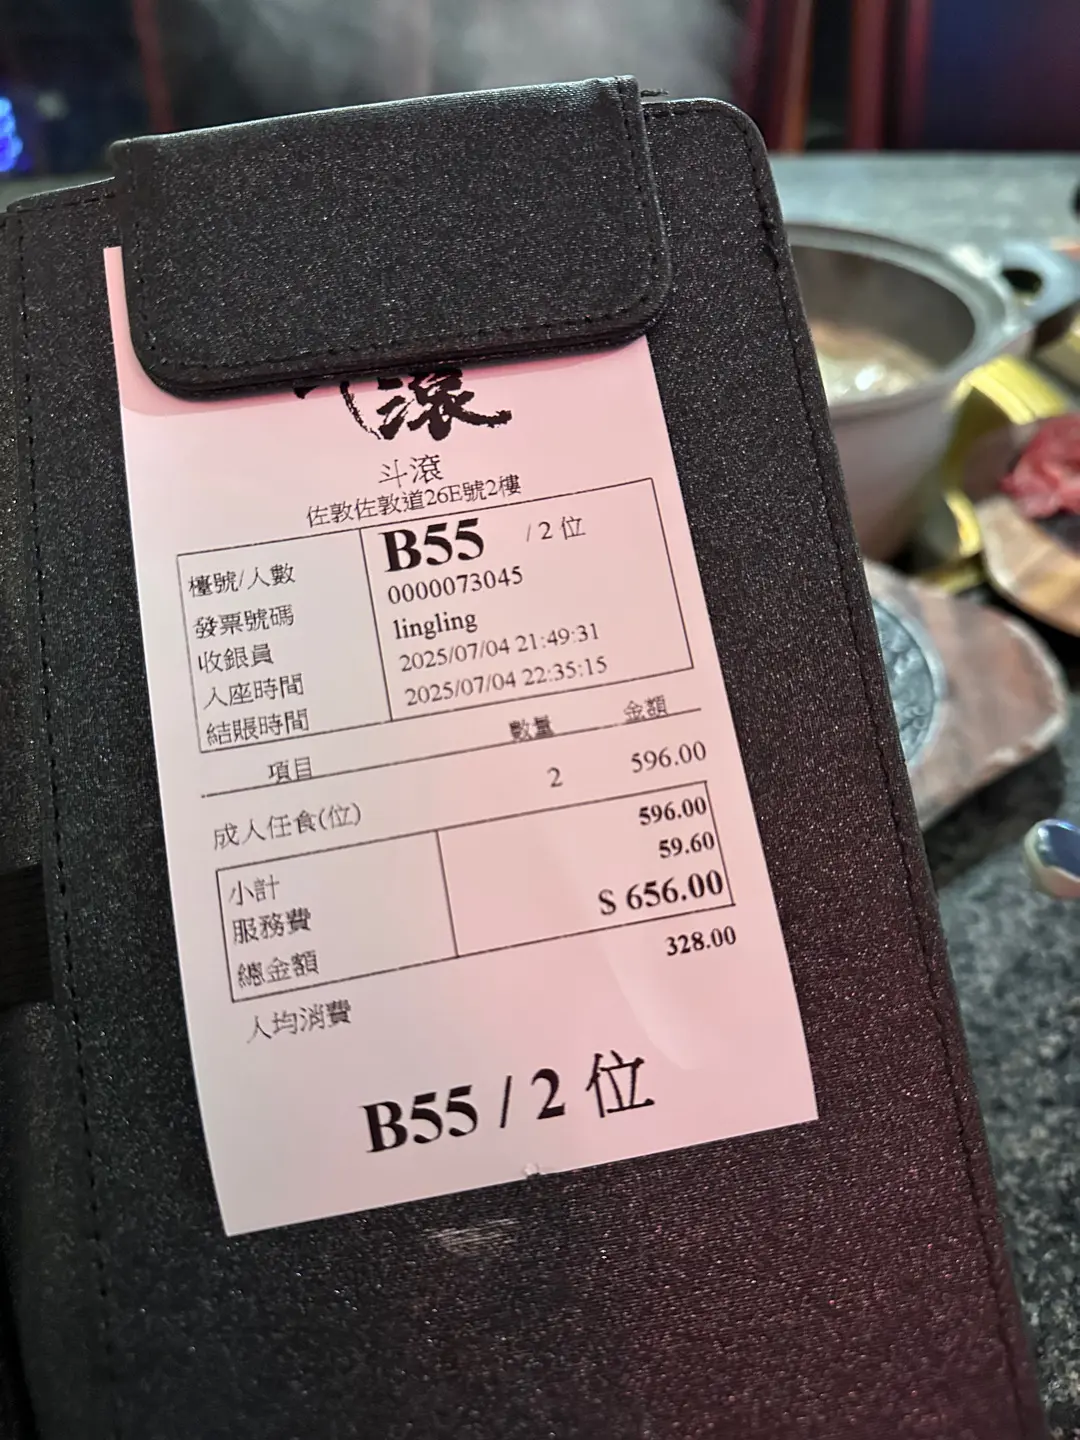 滾
斗滾
佐敦佐敦道26E號2樓
檯號/人數 B55 / 2 位
發票號碼 0000073045
收銀員 lingling
入座時間 2025/07/04 21:49:31
結賬時間 2025/07/04 22:35:15
項目 數量 金額
成人任食(位) 2 596.00
小計 596.00
服務費 59.60
總金額 $ 656.00
人均消費 328.00
B55 / 2 位